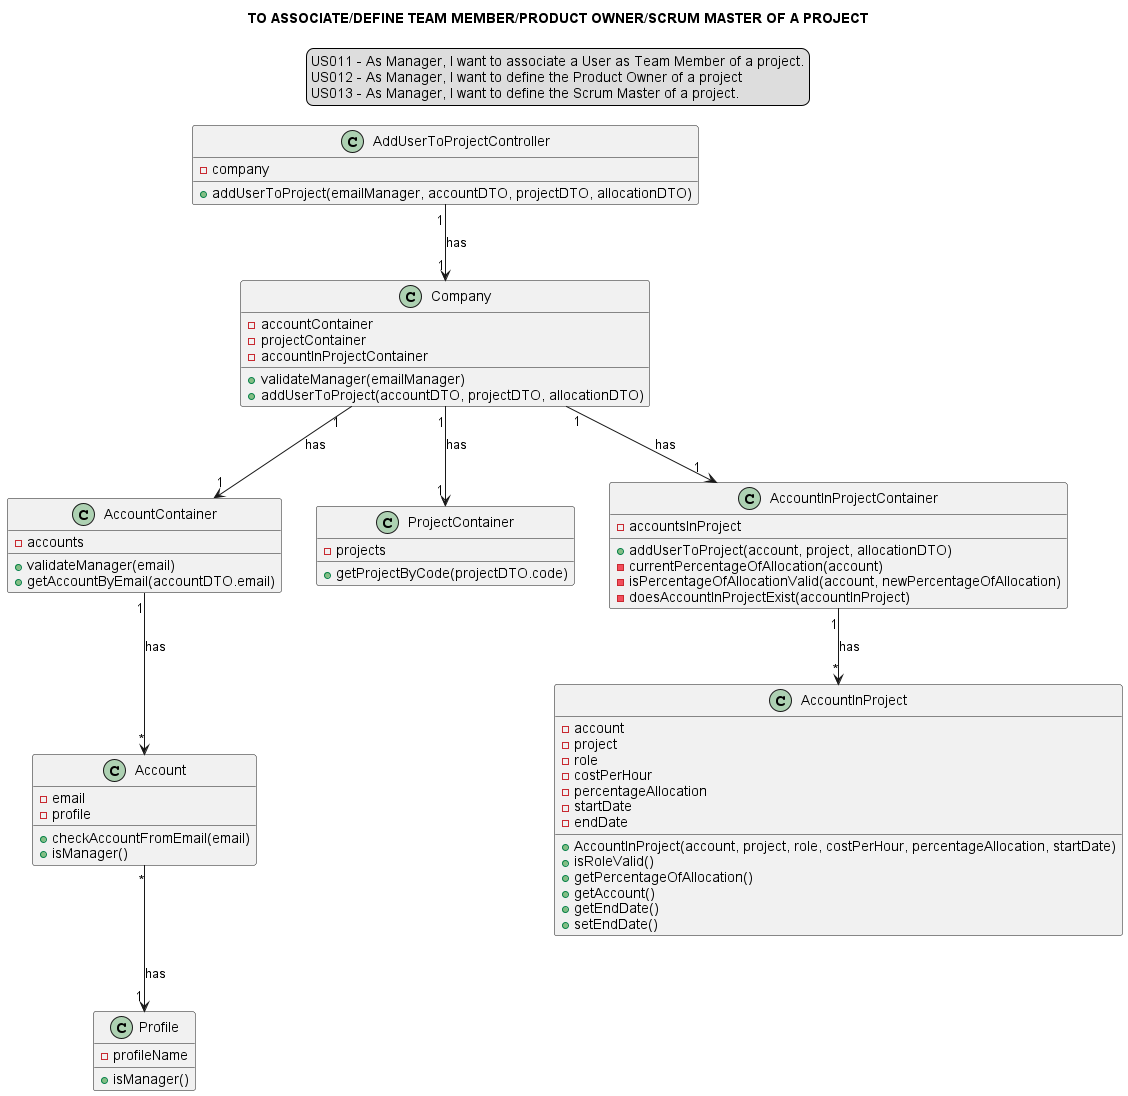 TO ASSOCIATE/DEFINE TEAM MEMBER/PRODUCT OWNER/SCRUM MASTER OF A PROJECT
US011 - As Manager, I want to associate a User as Team Member of a project.
US012 - As Manager, I want to define the Product Owner of a project
US013 - As Manager, I want to define the Scrum Master of a project.
C AddUserToProjectController
company
addUserToProject(emailManager, accountDTO, projectDTO, allocationDTO)
1
has
1
C Company
accountContainer
projectContainer
accountInProjectContainer
validateManager(emailManager)
addUserToProject(accountDTO, projectDTO, allocationDTO)
1 1 1
has has has
1 1 1
C AccountContainer
accounts
validateManager(email)
getAccountByEmail(accountDTO.email)
C ProjectContainer
projects
getProjectByCode(projectDTO.code)
C AccountInProjectContainer
accountsInProject
addUserToProject(account, project, allocationDTO)
currentPercentageOfAllocation(account)
isPercentageOfAllocationValid(account, newPercentageOfAllocation)
doesAccountInProjectExist(accountInProject)
1
has
*
1
has
*
C Account
email
profile
checkAccountFromEmail(email)
isManager()
C AccountInProject
account
project
role
costPerHour
percentageAllocation
startDate
endDate
AccountInProject(account, project, role, costPerHour, percentageAllocation, startDate)
isRoleValid()
getPercentageOfAllocation()
getAccount()
getEndDate()
setEndDate()
*
has
1
C Profile
profileName
isManager()